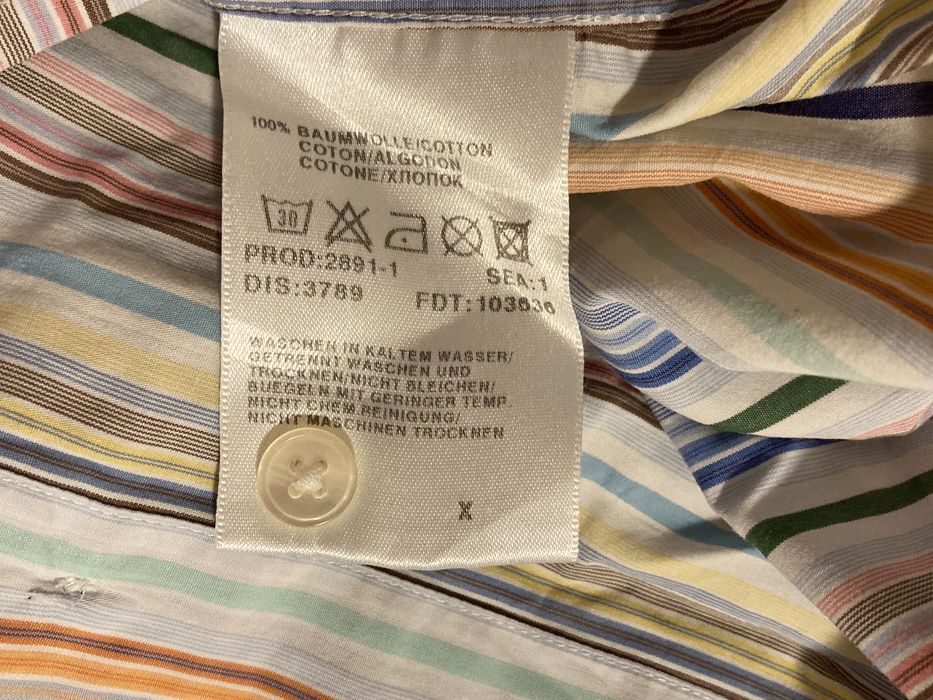 100% BAUMWOLLE/COTTON
COTON/ALGODON
COTONE/ХЛОПОК
30
PROD:2891-1
SEA:1
DIS:3789
FDT:103636
WASCHEN IN KALTEM WASSER/
GETRENNT WASCHEN UND
TROCKNEN/NICHT BLEICHEN/
BUEGELN MIT GERINGER TEMP.
NICHT CHEM.REINIGUNG/
NICHT MASCHINEN TROCKNEN
X